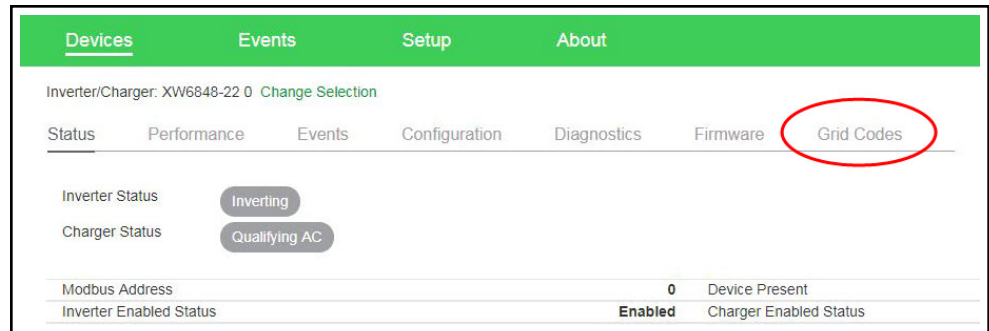 Devices Events Setup About
Inverter/Charger: XW6848-22 0 Change Selection
Status Performance Events Configuration Diagnostics Firmware Grid Codes
Inverter Status Inverting
Charger Status Qualifying AC
Modbus Address 0 Device Present
Inverter Enabled Status Enabled Charger Enabled Status